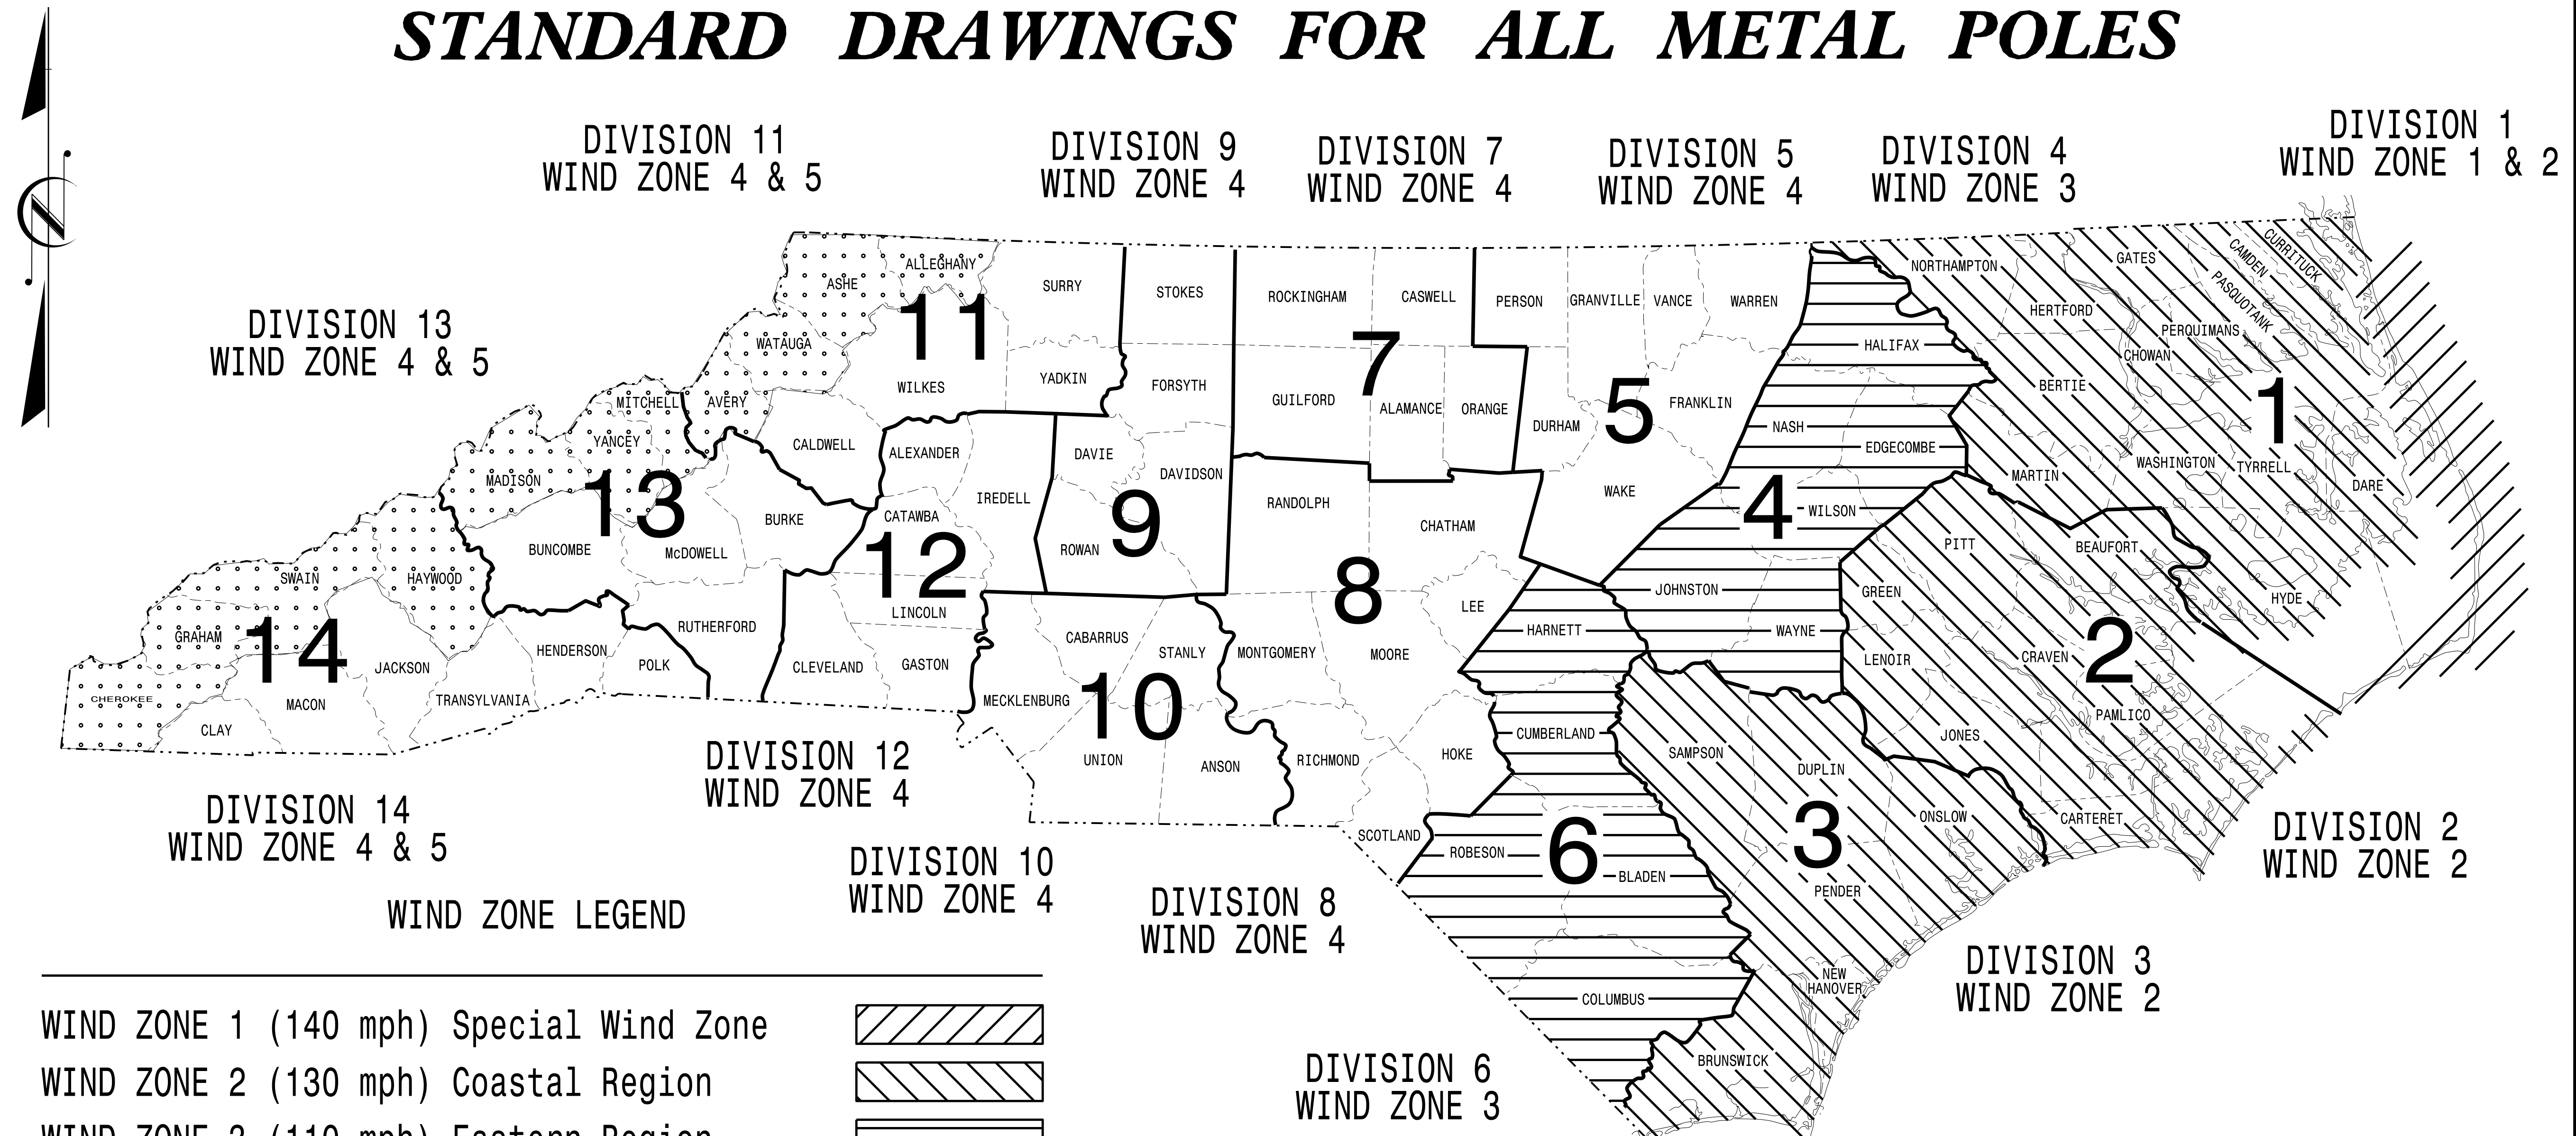 STANDARD DRAWINGS FOR ALL METAL POLES
DIVISION 11
WIND ZONE 4 & 5
DIVISION 9
WIND ZONE 4
DIVISION 7
WIND ZONE 4
DIVISION 5
WIND ZONE 4
DIVISION 4
WIND ZONE 3
DIVISION 1
WIND ZONE 1 & 2
DIVISION 13
WIND ZONE 4 & 5
N
ASHE
ALLEGHANY
SURRY
STOKES
ROCKINGHAM
CASWELL
PERSON
GRANVILLE
VANCE
WARREN
NORTHAMPTON
GATES
CAMDEN
CURRITUCK
PASQUOTANK
HERTFORD
PERQUIMANS
CHOWAN
HALIFAX
BERTIE
WATAUGA
11
WILKES
YADKIN
FORSYTH
7
GUILFORD
ALAMANCE
ORANGE
DURHAM
5
FRANKLIN
NASH
EDGECOMBE
1
MITCHELL
AVERY
YANCEY
CALDWELL
ALEXANDER
DAVIE
DAVIDSON
MADISON
13
IREDELL
RANDOLPH
CHATHAM
WAKE
4
WILSON
MARTIN
WASHINGTON
TYRRELL
DARE
BUNCOMBE
McDOWELL
BURKE
CATAWBA
12
ROWAN
9
PITT
BEAUFORT
HYDE
SWAIN
HAYWOOD
LINCOLN
8
LEE
JOHNSTON
GREEN
GRAHAM
14
JACKSON
HENDERSON
POLK
RUTHERFORD
CLEVELAND
GASTON
CABARRUS
STANLY
MONTGOMERY
MOORE
HARNETT
WAYNE
LENOIR
CRAVEN
2
CHEROKEE
MACON
CLAY
TRANSYLVANIA
MECKLENBURG
10
UNION
ANSON
RICHMOND
HOKE
CUMBERLAND
SAMPSON
DUPLIN
JONES
PAMLICO
SCOTLAND
ROBESON
6
BLADEN
3
PENDER
ONSLOW
CARTERET
COLUMBUS
NEW
HANOVER
BRUNSWICK
DIVISION 12
WIND ZONE 4
DIVISION 14
WIND ZONE 4 & 5
DIVISION 10
WIND ZONE 4
DIVISION 8
WIND ZONE 4
DIVISION 2
WIND ZONE 2
DIVISION 3
WIND ZONE 2
DIVISION 6
WIND ZONE 3
WIND ZONE LEGEND
WIND ZONE 1 (140 mph) Special Wind Zone
WIND ZONE 2 (130 mph) Coastal Region
WIND ZONE 3 (110 mph) Eastern Region